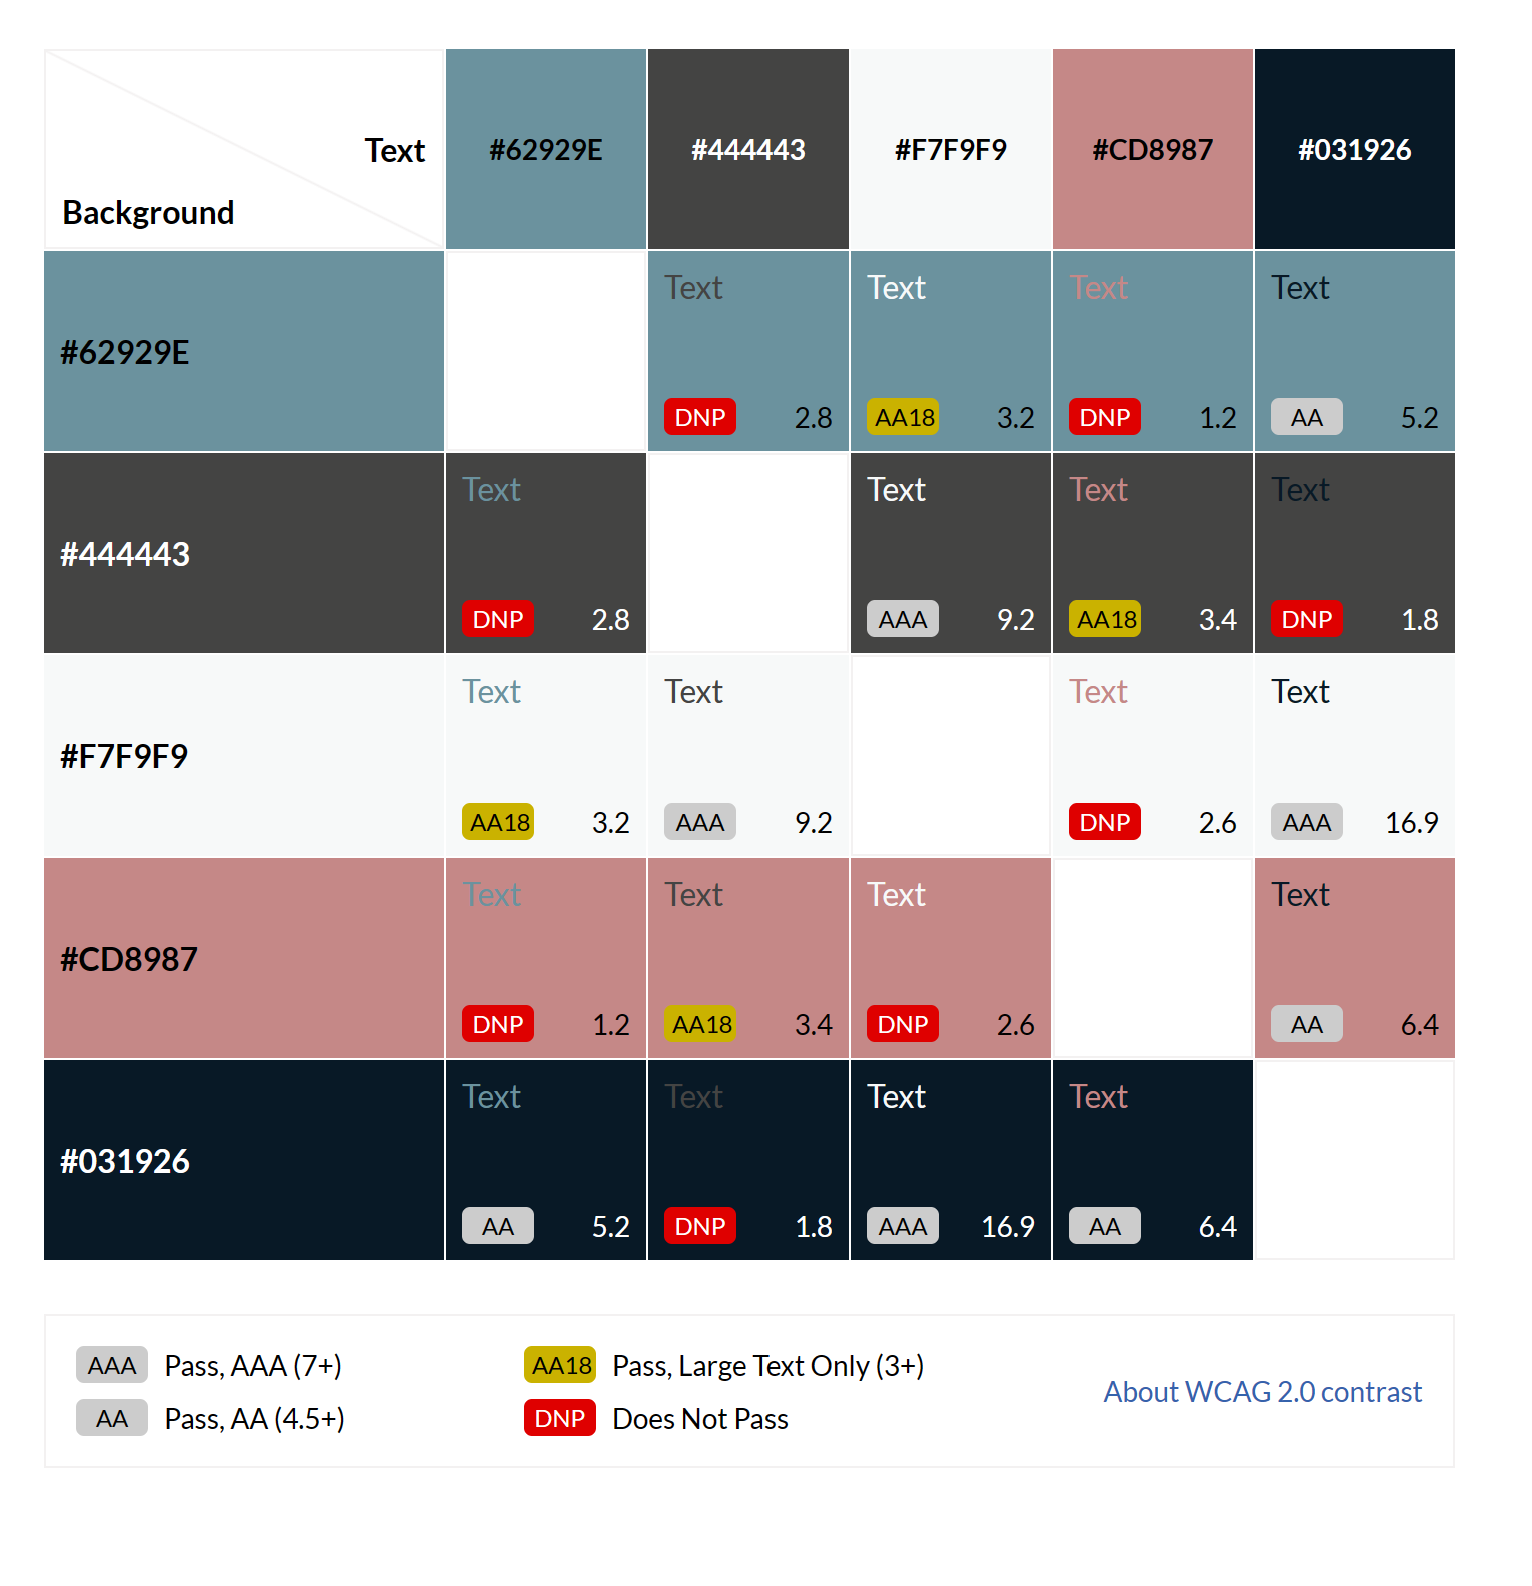 Text
Background
#62929E
#444443
#F7F9F9
#CD8987
#031926
#62929E
Text
DNP 2.8
Text
AA18 3.2
Text
DNP 1.2
Text
AA 5.2
#444443
Text
DNP 2.8
Text
AAA 9.2
Text
AA18 3.4
Text
DNP 1.8
#F7F9F9
Text
AA18 3.2
Text
AAA 9.2
Text
DNP 2.6
Text
AAA 16.9
#CD8987
Text
DNP 1.2
Text
AA18 3.4
Text
DNP 2.6
Text
AA 6.4
#031926
Text
AA 5.2
Text
DNP 1.8
Text
AAA 16.9
Text
AA 6.4
AAA Pass, AAA (7+)
AA Pass, AA (4.5+)
AA18 Pass, Large Text Only (3+)
DNP Does Not Pass
About WCAG 2.0 contrast